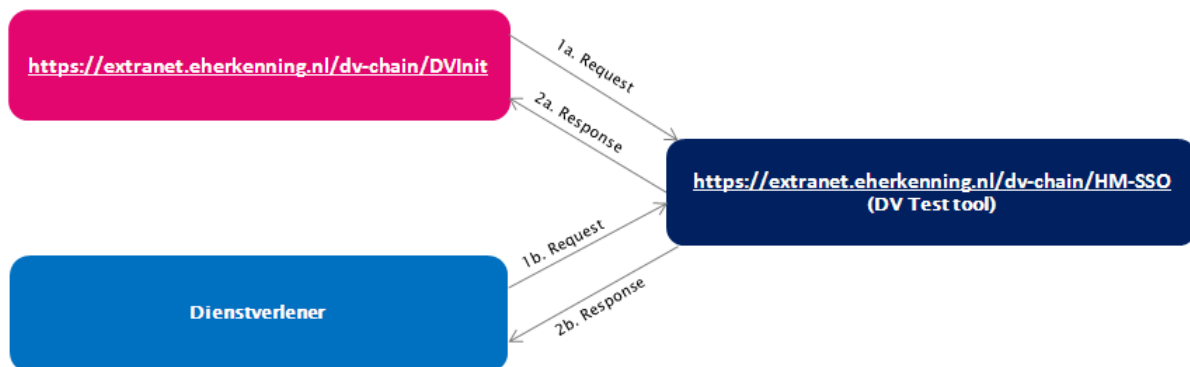 https://extranet.eherkenning.nl/dv-chain/DVInit
1a. Request
2a. Response
https://extranet.eherkenning.nl/dv-chain/HM-SSO
(DV Test tool)
1b. Request
Dienstverlener
2b. Response